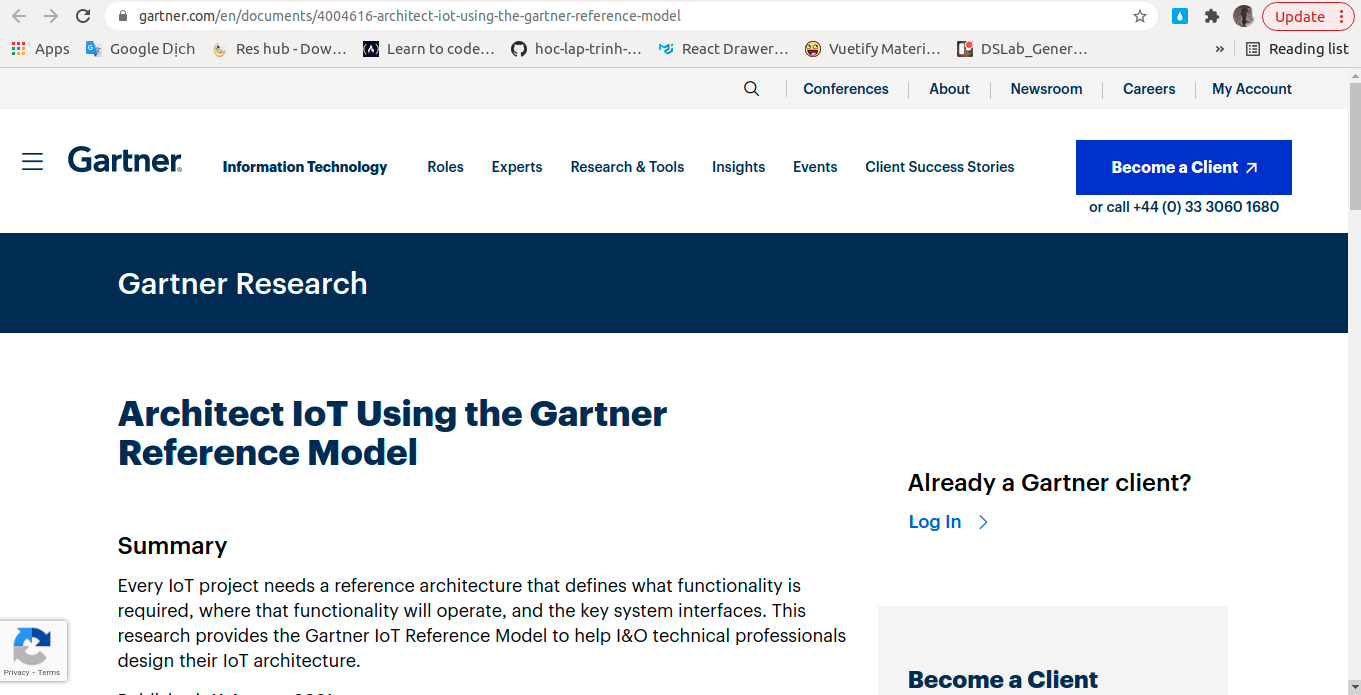 gartner.com/en/documents/4004616-architect-iot-using-the-gartner-reference-model
Update
Apps
Google Dịch
Res hub - Dow...
Learn to code...
hoc-lap-trinh-...
React Drawer...
Vuetify Materi...
DSLab_Gener...
»
Reading list
Conferences
About
Newsroom
Careers
My Account
Gartner
Information Technology
Roles
Experts
Research & Tools
Insights
Events
Client Success Stories
Become a Client
or call +44 (0) 33 3060 1680
Gartner Research
Architect IoT Using the Gartner
Reference Model
Already a Gartner client?
Log In
Summary
Every IoT project needs a reference architecture that defines what functionality is
required, where that functionality will operate, and the key system interfaces. This
research provides the Gartner IoT Reference Model to help I&O technical professionals
design their IoT architecture.
Privacy - Terms
Become a Client